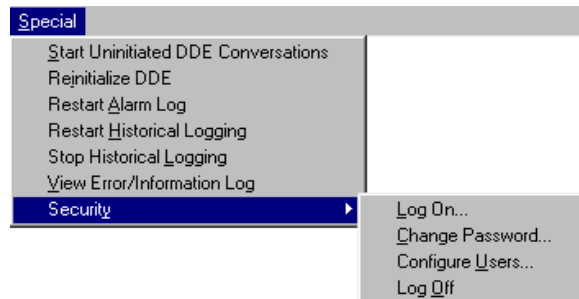 Special
Start Uninitiated DDE Conversations
Reinitialize DDE
Restart Alarm Log
Restart Historical Logging
Stop Historical Logging
View Error/Information Log
Security
Log On...
Change Password...
Configure Users...
Log Off